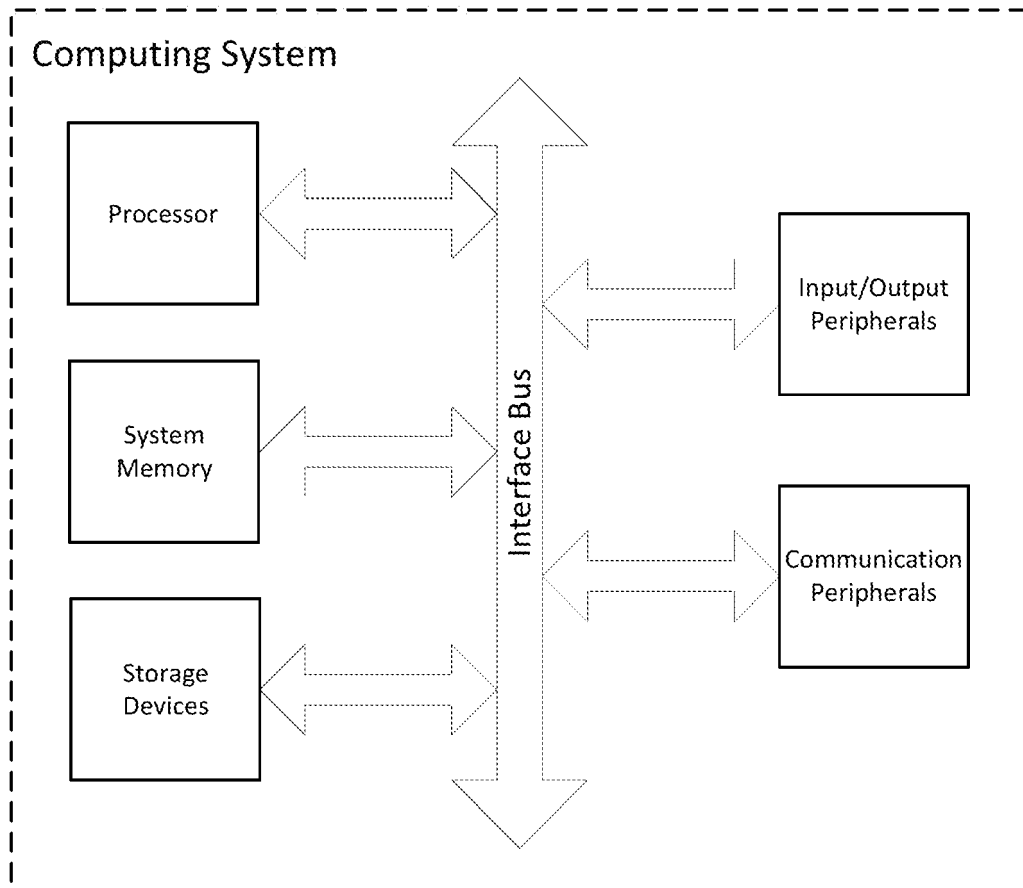 Computing System
Processor
System
Memory
Storage
Devices
Interface Bus
Input/Output
Peripherals
Communication
Peripherals